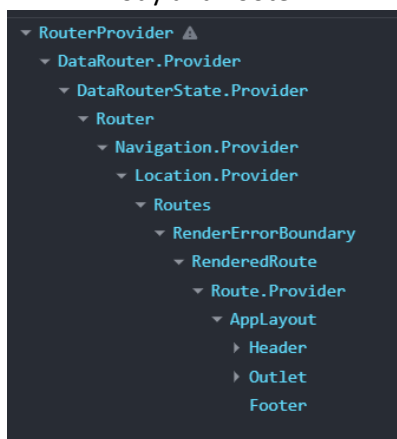 RouterProvider
DataRouter.Provider
DataRouterState.Provider
Router
Navigation.Provider
Location.Provider
Routes
RenderErrorBoundary
RenderedRoute
Route.Provider
AppLayout
Header
Outlet
Footer